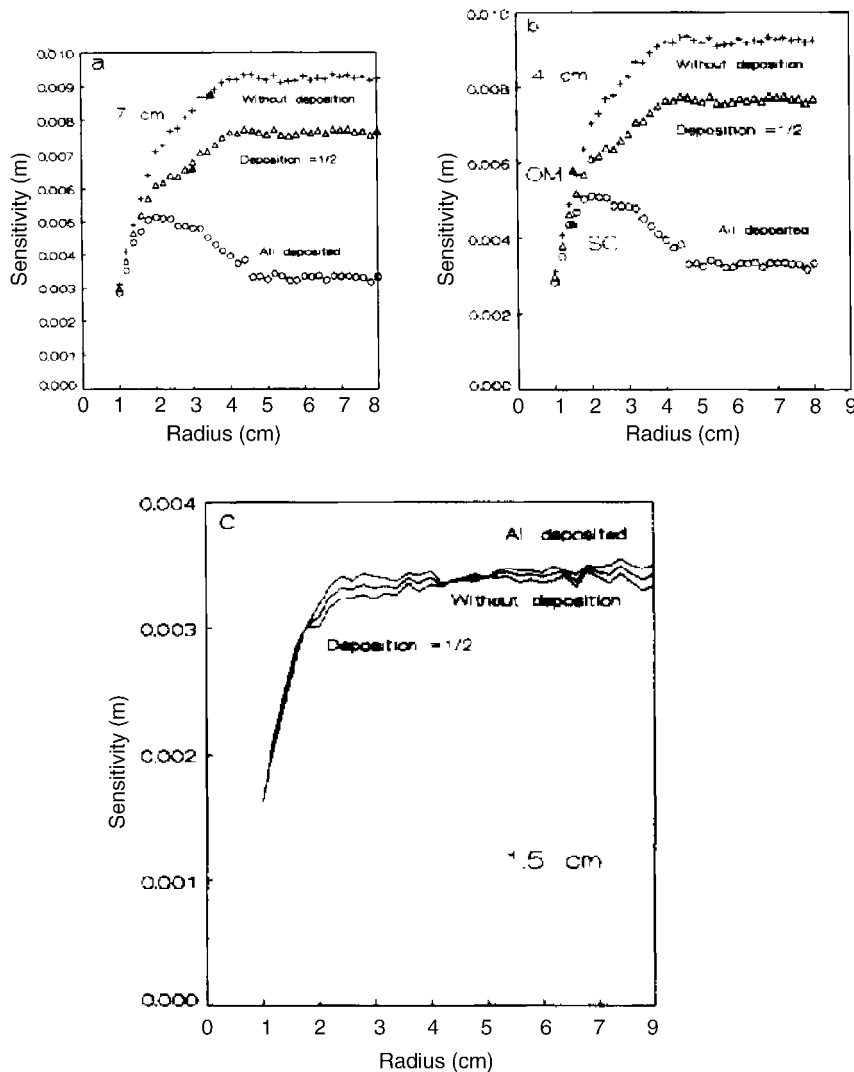 a
7 cm
Without deposition
Deposition =1/2
All deposited
Sensitivity (m)
0.010
0.009
0.008
0.007
0.006
0.005
0.004
0.003
0.002
0.001
0.000
0 1 2 3 4 5 6 7 8
Radius (cm)
b
4 cm
Without deposition
Deposition =1/2
OM
SC
All deposited
Sensitivity (m)
0.010
0.008
0.006
0.004
0.002
0.000
0 1 2 3 4 5 6 7 8 9
Radius (cm)
C
All deposited
Without deposition
Deposition =1/2
1.5 cm
Sensitivity (m)
0.004
0.003
0.002
0.001
0.000
0 1 2 3 4 5 6 7 8 9
Radius (cm)